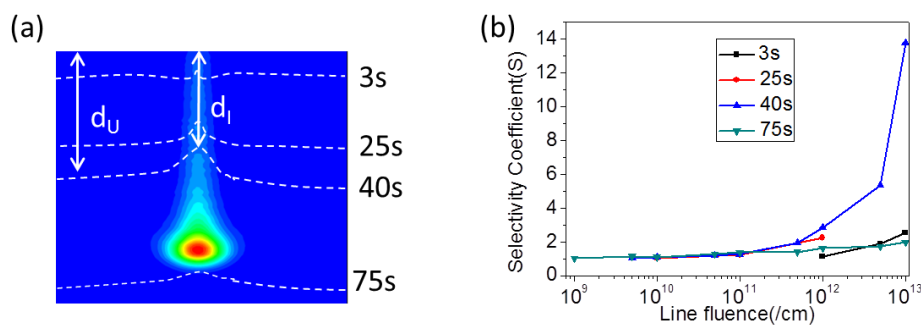 (a)
d_U
d_I
3s
25s
40s
75s
(b)
Selectivity Coefficient(S)
14
12
10
8
6
4
2
0
3s
25s
40s
75s
10^9
10^10
10^11
10^12
10^13
Line fluence(/cm)